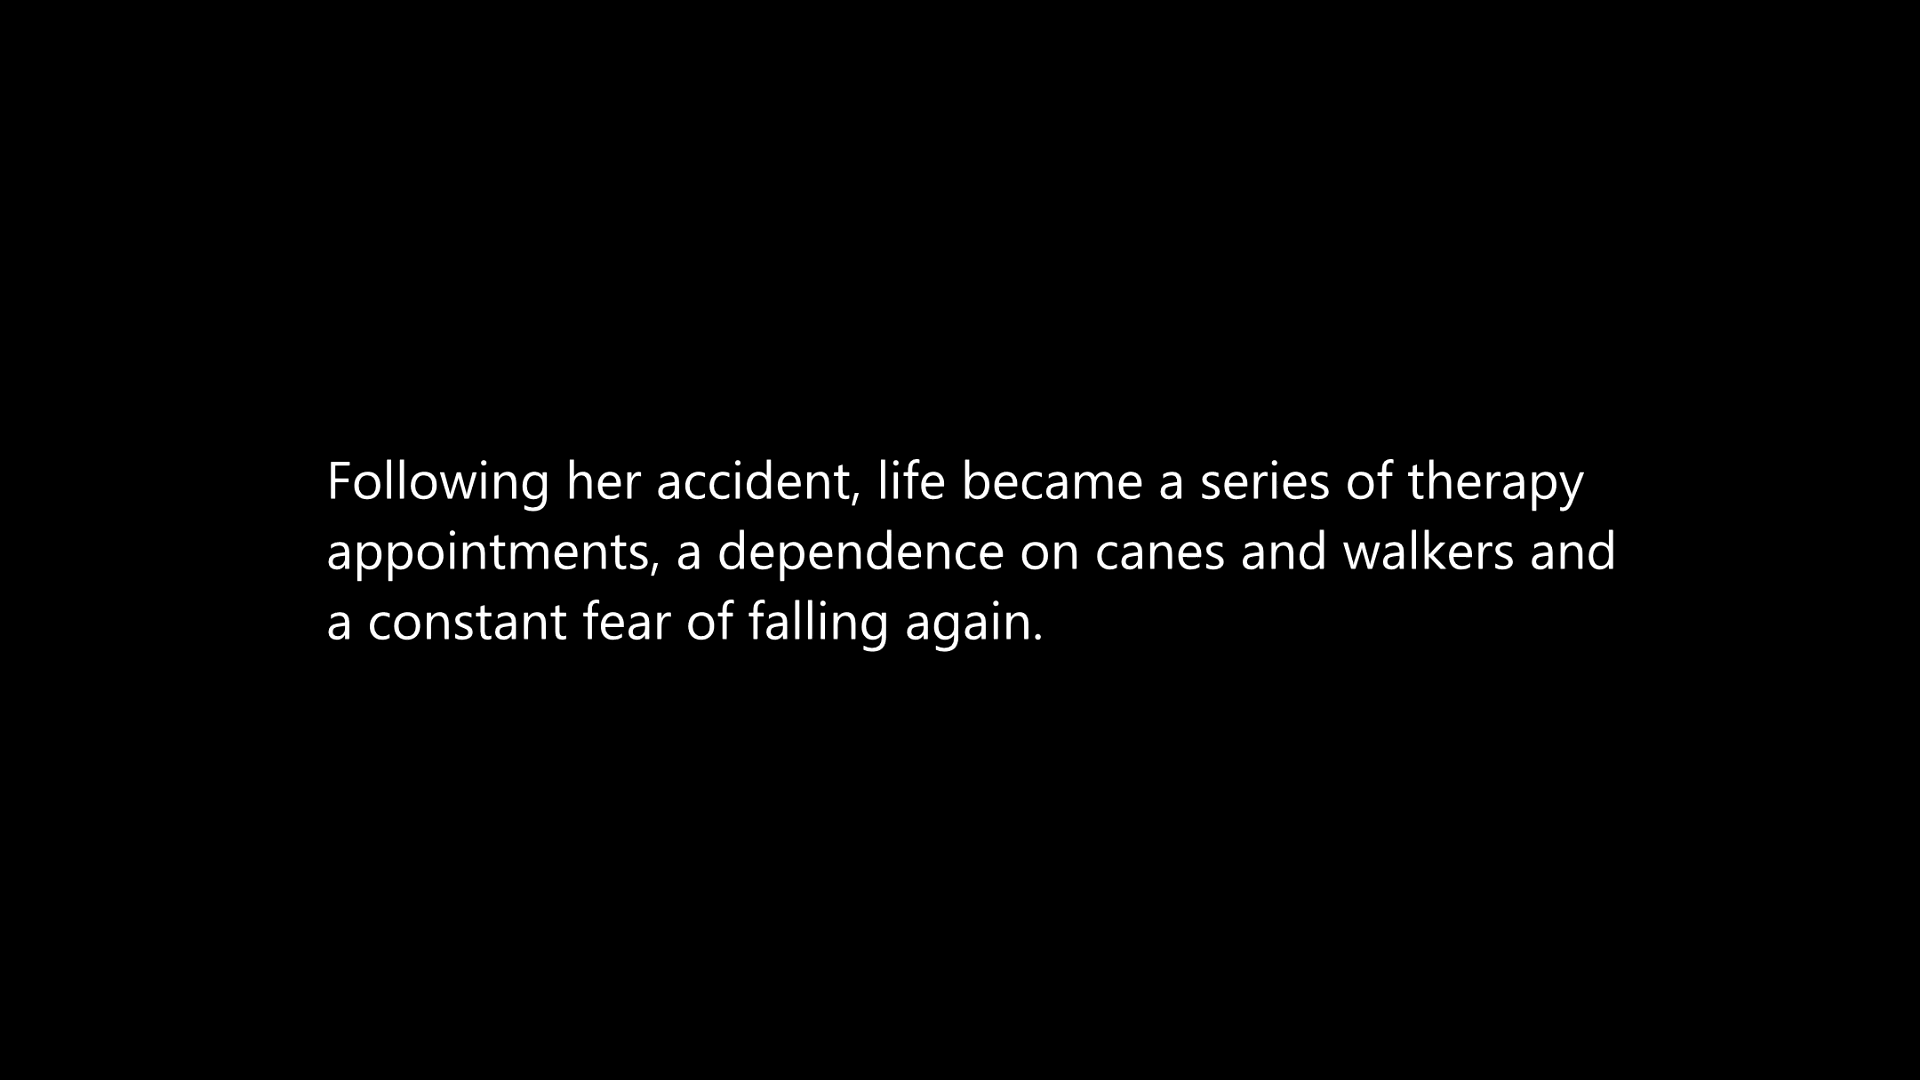 Following her accident, life became a series of therapy
appointments, a dependence on canes and walkers and
a constant fear of falling again.